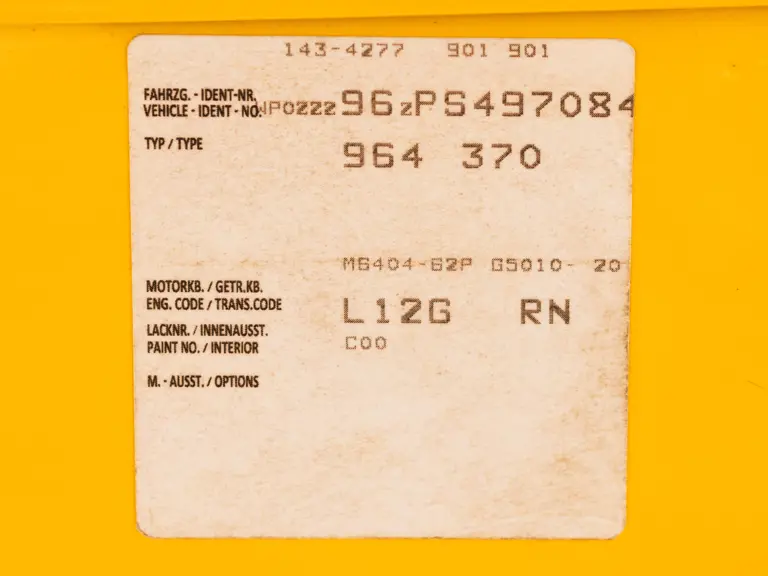 143-4277 901 901
FAHRZG. - IDENT-NR.
VEHICLE - IDENT - NO. WP0ZZZ96ZPS497084
TYP / TYPE 964 370
M6404-62P G5010- 20
MOTORKB. / GETR.KB.
ENG. CODE / TRANS.CODE L12G RN
LACKNR. / INNENAUSST.
PAINT NO. / INTERIOR C00
M. - AUSST. / OPTIONS